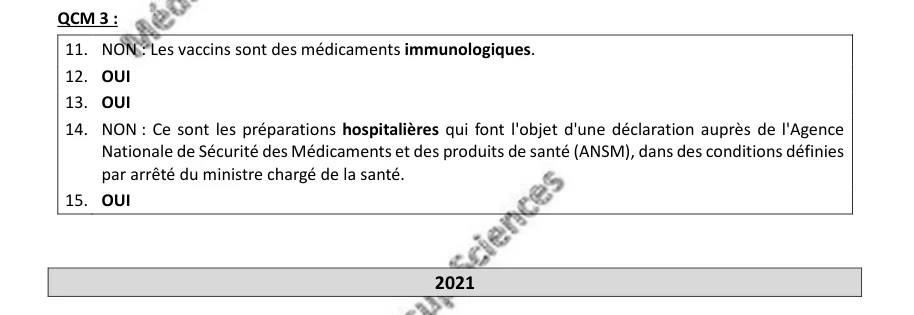 QCM 3 :
11. NON : Les vaccins sont des médicaments immunologiques.
12. OUI
13. OUI
14. NON : Ce sont les préparations hospitalières qui font l'objet d'une déclaration auprès de l'Agence
Nationale de Sécurité des Médicaments et des produits de santé (ANSM), dans des conditions définies
par arrêté du ministre chargé de la santé.
15. OUI
Sciences
2021